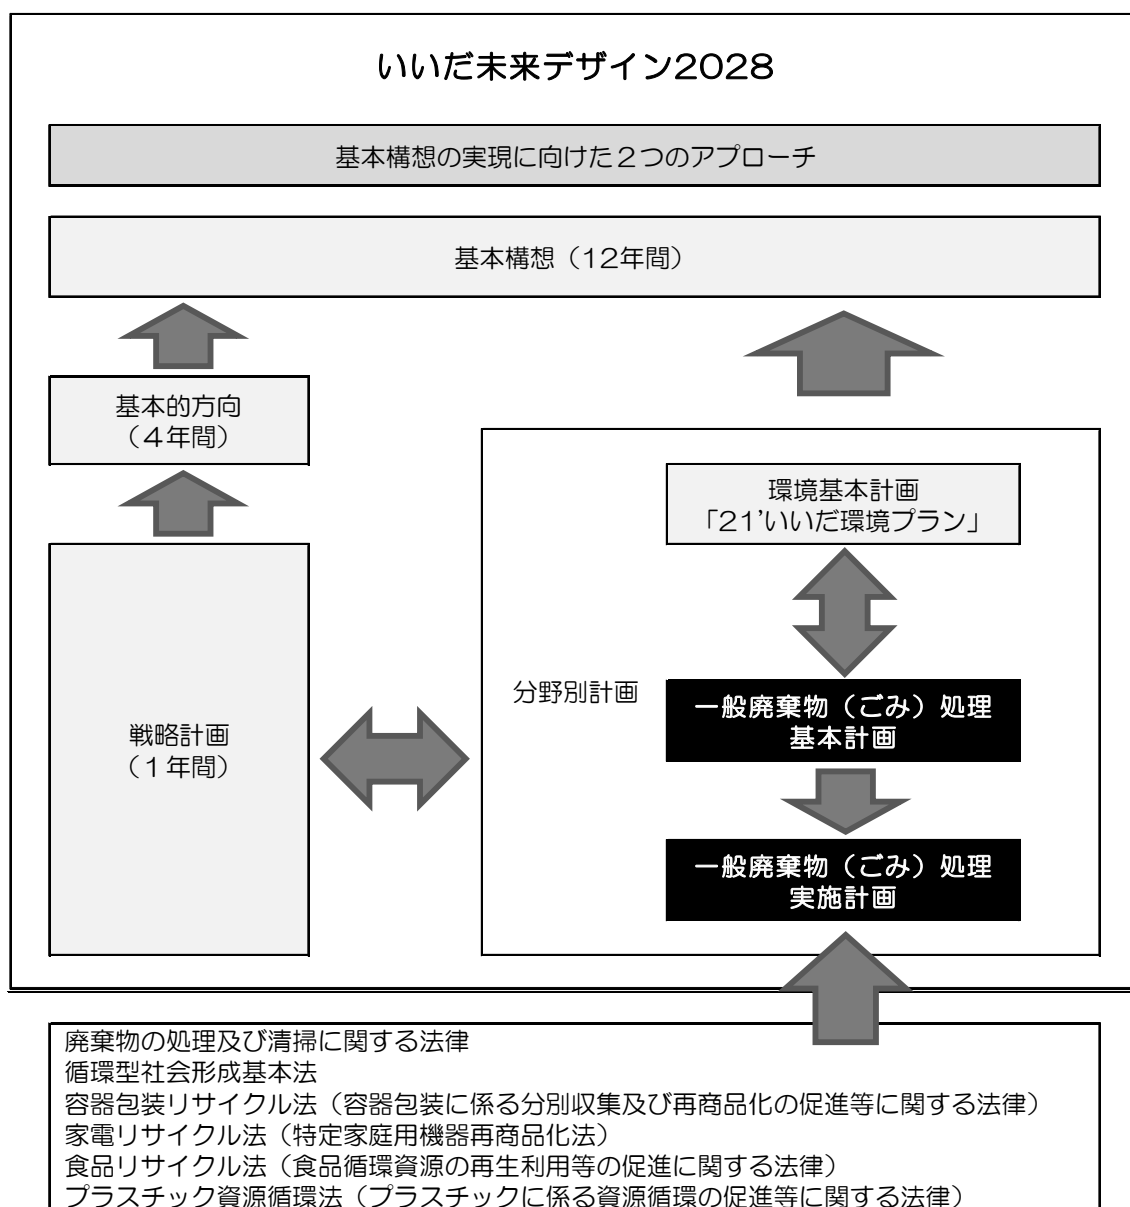 いいだ未来デザイン2028
基本構想の実現に向けた２つのアプローチ
基本構想（12年間）
基本的方向
（４年間）
環境基本計画
「21’いいだ環境プラン」
分野別計画
一般廃棄物（ごみ）処理
基本計画
戦略計画
（１年間）
一般廃棄物（ごみ）処理
実施計画
廃棄物の処理及び清掃に関する法律
循環型社会形成基本法
容器包装リサイクル法（容器包装に係る分別収集及び再商品化の促進等に関する法律）
家電リサイクル法（特定家庭用機器再商品化法）
食品リサイクル法（食品循環資源の再生利用等の促進に関する法律）
プラスチック資源循環法（プラスチックに係る資源循環の促進等に関する法律）